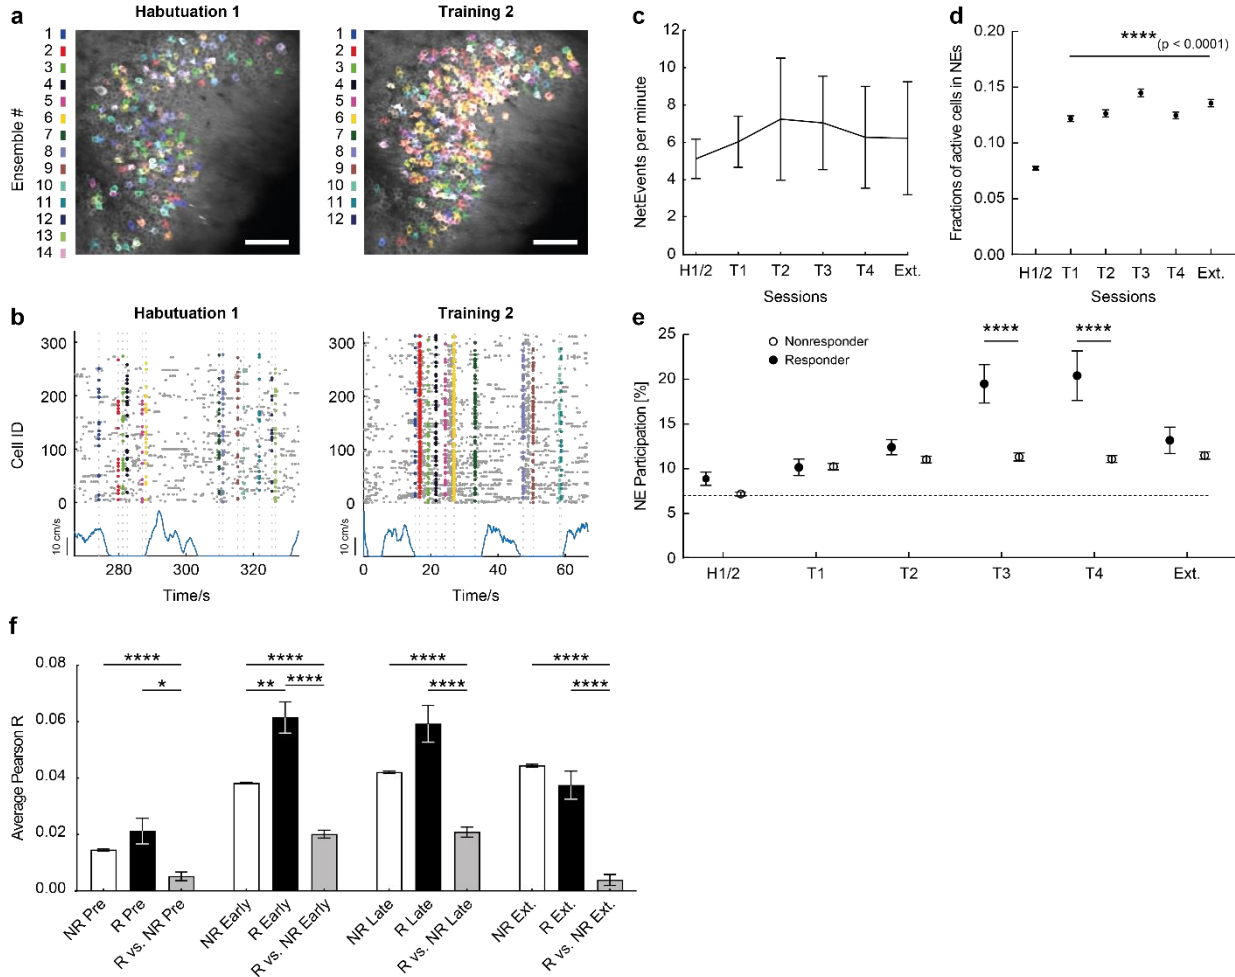 a
Habutuation 1
Training 2
Ensemble #
1
2
3
4
5
6
7
8
9
10
11
12
13
14
1
2
3
4
5
6
7
8
9
10
11
12
b
Habutuation 1
Training 2
Cell ID
300
200
100
0
10 cm/s
280
300
320
Time/s
300
200
100
0
10 cm/s
0
20
40
60
Time/s
c
NetEvents per minute
12
10
8
6
4
2
0
H1/2 T1 T2 T3 T4 Ext.
Sessions
d
Fractions of active cells in NEs
0.20
0.15
0.10
0.05
0.00
**** (p < 0.0001)
H1/2 T1 T2 T3 T4 Ext.
Sessions
e
NE Participation [%]
25
20
15
10
5
0
Nonresponder
Responder
**** ****
H1/2 T1 T2 T3 T4 Ext.
f
Average Pearson R
0.08
0.06
0.04
0.02
0.00
**** **** **** ****
* ** **** **** ****
NR Pre
R Pre
R vs. NR Pre
NR Early
R Early
R vs. NR Early
NR Late
R Late
R vs. NR Late
NR Ext.
R Ext.
R vs. NR Ext.